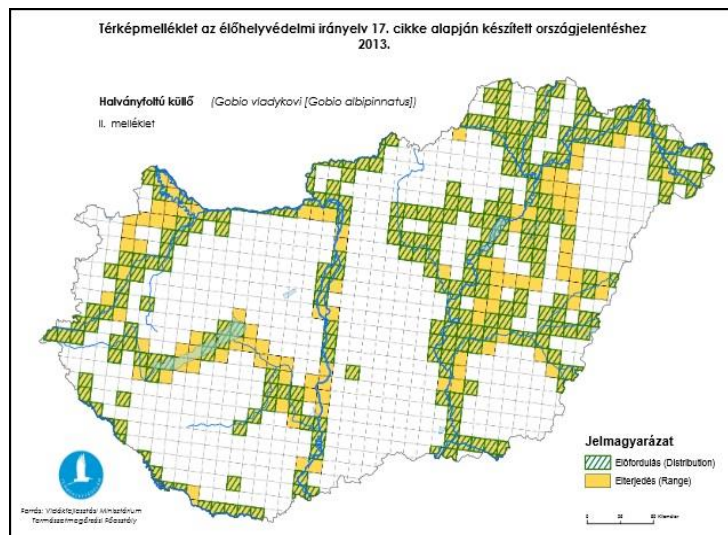 Térképmelléklet az élőhelyvédelmi irányelv 17. cikke alapján készített országjelentéshez
2013.
Halványfoltú küllő (Gobio vladykovi [Gobio albipinnatus])
II. melléklet
Jelmagyarázat
Előfordulás (Distribution)
Elterjedés (Range)
Forrás: Vidékfejlesztési Minisztérium
Természetmegőrzési Főosztály
0